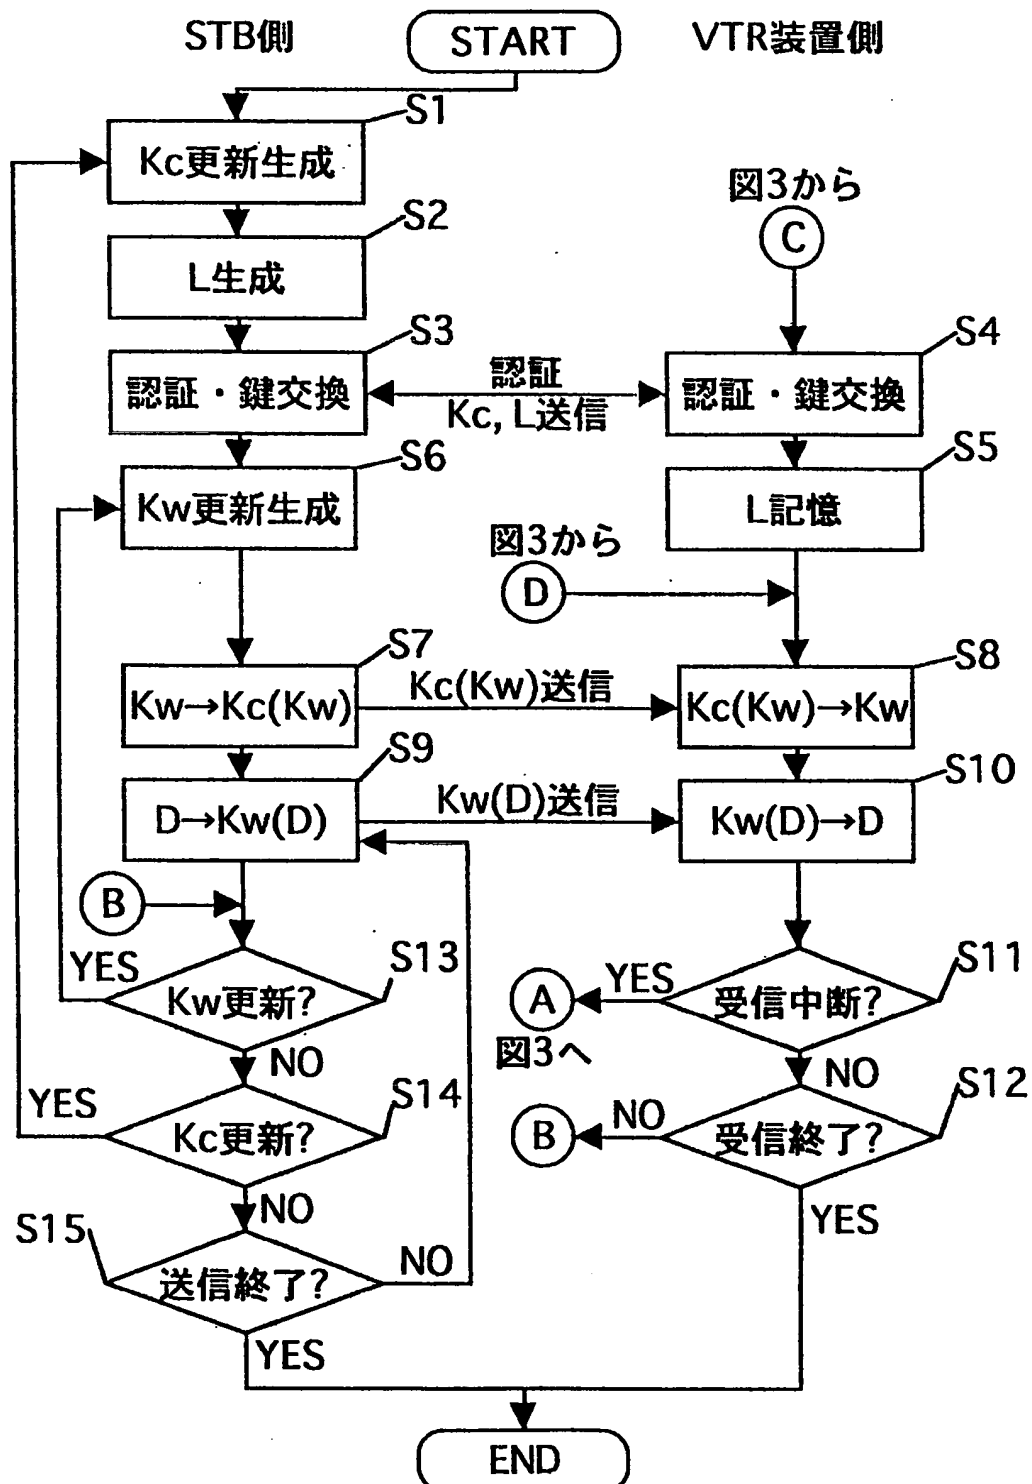 STB側
START
VTR装置側
S1
Kc更新生成
図3から
S2
C
L生成
S3
S4
認証・鍵交換
認証
Kc, L送信
認証・鍵交換
S6
S5
Kw更新生成
L記憶
図3から
D
S7
S8
Kw→Kc(Kw)
Kc(Kw)送信
Kc(Kw)→Kw
S9
S10
D→Kw(D)
Kw(D)送信
Kw(D)→D
B
YES
S13
YES
S11
Kw更新?
A
受信中断?
図3へ
NO
NO
YES
S14
NO
S12
Kc更新?
B
受信終了?
NO
S15
YES
送信終了?
NO
YES
END